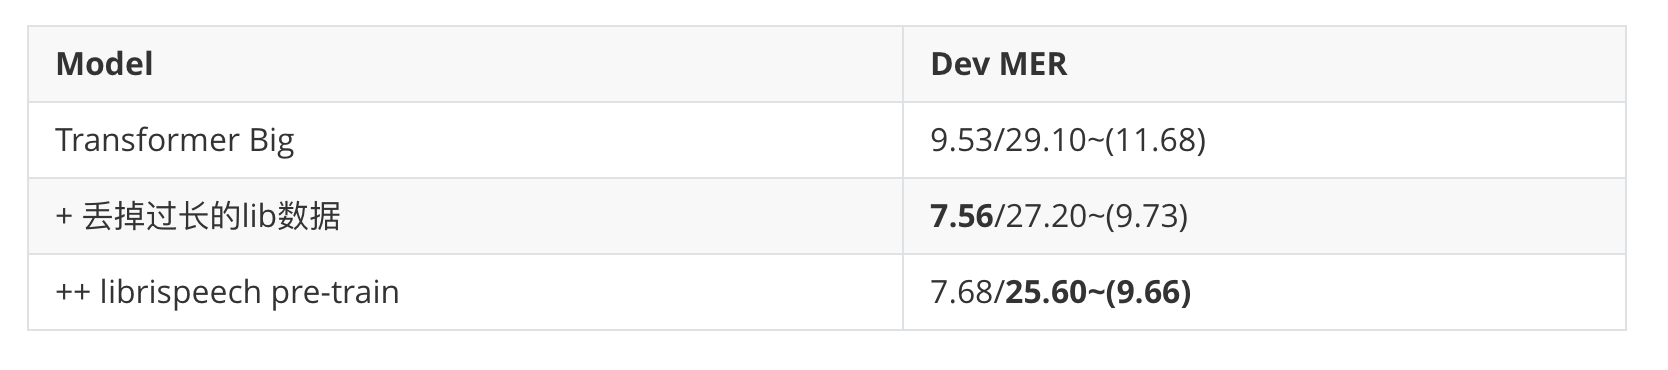 Model Dev MER
Transformer Big 9.53/29.10~(11.68)
+ 丢掉过长的lib数据 7.56/27.20~(9.73)
++ librispeech pre-train 7.68/25.60~(9.66)